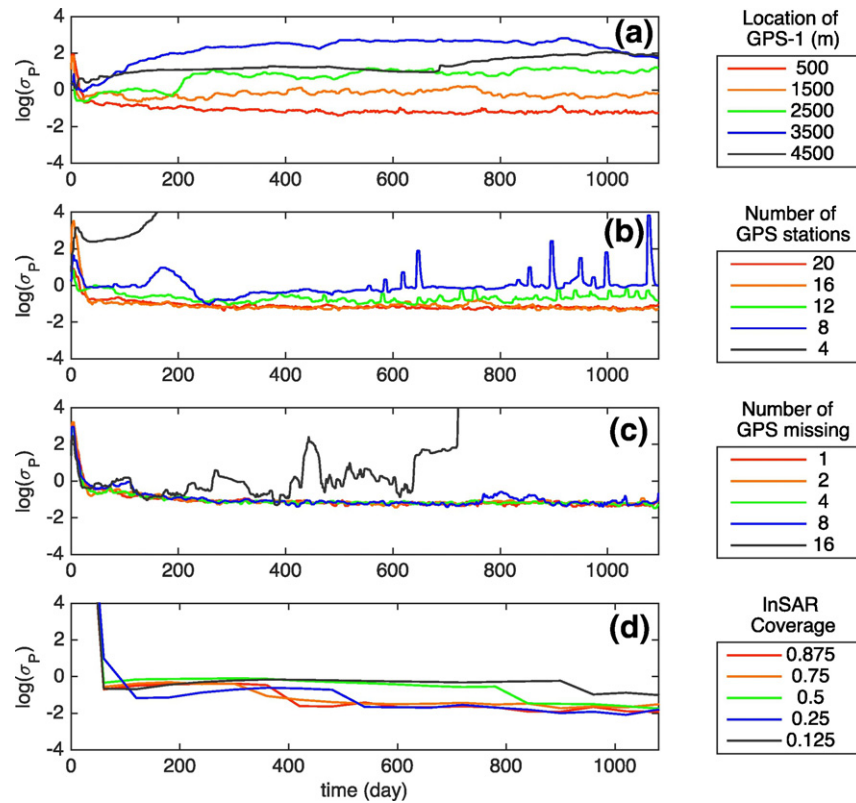 (a)
log(σP)
4
2
0
-2
-4
0 200 400 600 800 1000
Location of
GPS-1 (m)
500
1500
2500
3500
4500
(b)
log(σP)
4
2
0
-2
-4
0 200 400 600 800 1000
Number of
GPS stations
20
16
12
8
4
(c)
log(σP)
4
2
0
-2
-4
0 200 400 600 800 1000
Number of
GPS missing
1
2
4
8
16
(d)
log(σP)
4
2
0
-2
-4
0 200 400 600 800 1000
time (day)
InSAR
Coverage
0.875
0.75
0.5
0.25
0.125